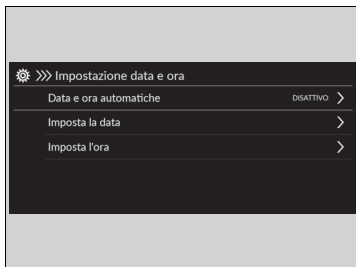 Impostazione data e ora
Data e ora automatiche DISATTIVO
Imposta la data
Imposta l'ora